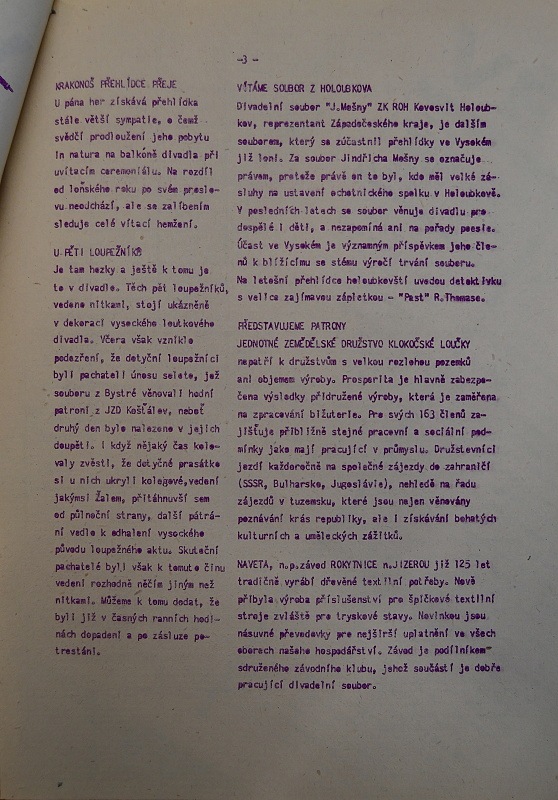 -3-
KRAKONOŠ PŘEHLÍDCE PŘEJE
U pána her získává přehlídka
stále větší sympatie, o čemž
svědčí prodloužení jeho pobytu
in natura na balkóně divadla při
uvítacím ceremoniálu. Na rozdíl
od loňského roku po svém proslo-
vu neodchází, ale se zalíbením
sleduje celé vítací hemžení.
U PĚTI LOUPEŽNÍKŮ
Je tam hezky a ještě k tomu je
to v divadle. Těch pět loupežníků,
vedeno nitkami, stojí ukázněně
v dekoraci vysockého loutkového
divadla. Včera však vzniklo
podezření, že dotyční loupežníci
byli pachateli únosu selete, jež
souboru z Bystré věnovali hodní
patroni z JZD Košťálov, neboť
druhý den bylo nalezeno v jejich
doupěti. I když nějaký čas kolo-
valy zvěsti, že dotyčné prasátko
si u nich ukryli kolegové, vedení
jakýmsi Žalem, přitáhnuvší sem
od půlnoční strany, další pátrá-
ní vedlo k odhalení vysockého
původu loupežného aktu. Skuteční
pachatelé byli však k tomuto činu
vedeni rozhodně něčím jiným než
nitkami. Můžeme k tomu dodat, že
byli již v časných ranních hodi-
nách dopadeni a po zásluze po-
trestáni.
VÍTÁME SOUBOR Z HOLOUBKOVA
Divadelní soubor "J.Mošny" ZK ROH Kovosvit Holoub-
kov, reprezentant Západočeského kraje, je dalším
souborem, který se zúčastnil přehlídky ve Vysokém
již loni. Za soubor Jindřicha Mošny se označuje
právem, protože právě on to byl, kdo měl velké zá-
sluhy na ustavení ochotnického spolku v Holoubkově.
V posledních letech se soubor věnuje divadlu pro
dospělé i děti, a nezapomíná ani na pořady poesie.
Účast ve Vysokém je významným příspěvkem jeho čle-
nů k blížícímu se stému výročí trvání souboru.
Na letošní přehlídce holoubkovští uvedou detektivku
s velice zajímavou zápletkou - "Past" R.Thomase.
PŘEDSTAVUJEME PATRONY
JEDNOTNÉ ZEMĚDĚLSKÉ DRUŽSTVO KLOKOČSKÉ LOUČKY
nepatří k družstvům s velkou rozlohou pozemků
ani objemem výroby. Prosperita je hlavně zabezpe-
čena výsledky přidružené výroby, která je zaměřena
na zpracování bižuterie. Pro svých 163 členů za-
jišťuje přibližně stejné pracovní a sociální pod-
mínky jako mají pracující v průmyslu. Družstevníci
jezdí každoročně na společné zájezdy do zahraničí
(SSSR, Bulharsko, Jugoslávie), nehledě na řadu
zájezdů v tuzemsku, které jsou nejen věnovány
poznávání krás republiky, ale i získávání bohatých
kulturních a uměleckých zážitků.
NAVETA, n.p.závod ROKYTNICE n.JIZEROU již 125 let
tradičně vyrábí dřevěné textilní potřeby. Nově
přibyla výroba příslušenství pro špičkové textilní
stroje zvláště pro tryskové stavy. Novinkou jsou
násuvné převodovky pro nejširší uplatnění ve všech
oborech našeho hospodářství. Závod je podílníkem
sdruženého závodního klubu, jehož součástí je dobře
pracující divadelní soubor.